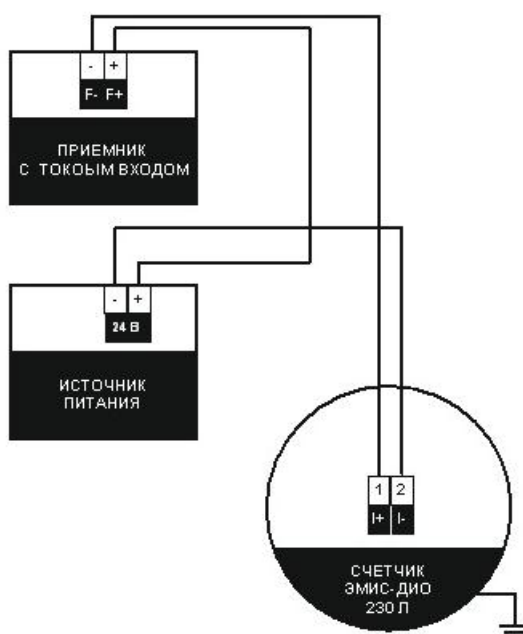 - +
F- F+
ПРИЕМНИК
С ТОКОЫМ ВХОДОМ
- +
24 В
ИСТОЧНИК
ПИТАНИЯ
1 2
I+ I-
СЧЕТЧИК
ЭМИС-ДИО
230 Л